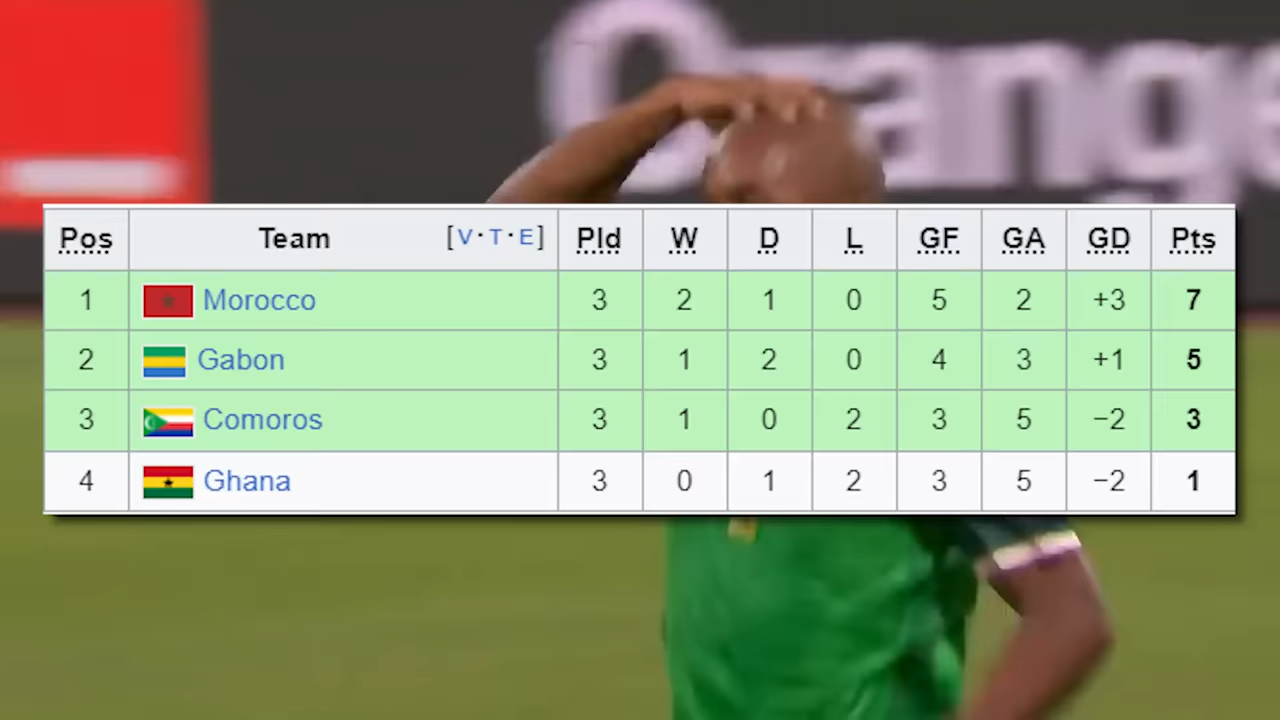 Orange
Pos Team [V·T·E] Pld W D L GF GA GD Pts
1 Morocco 3 2 1 0 5 2 +3 7
2 Gabon 3 1 2 0 4 3 +1 5
3 Comoros 3 1 0 2 3 5 −2 3
4 Ghana 3 0 1 2 3 5 −2 1